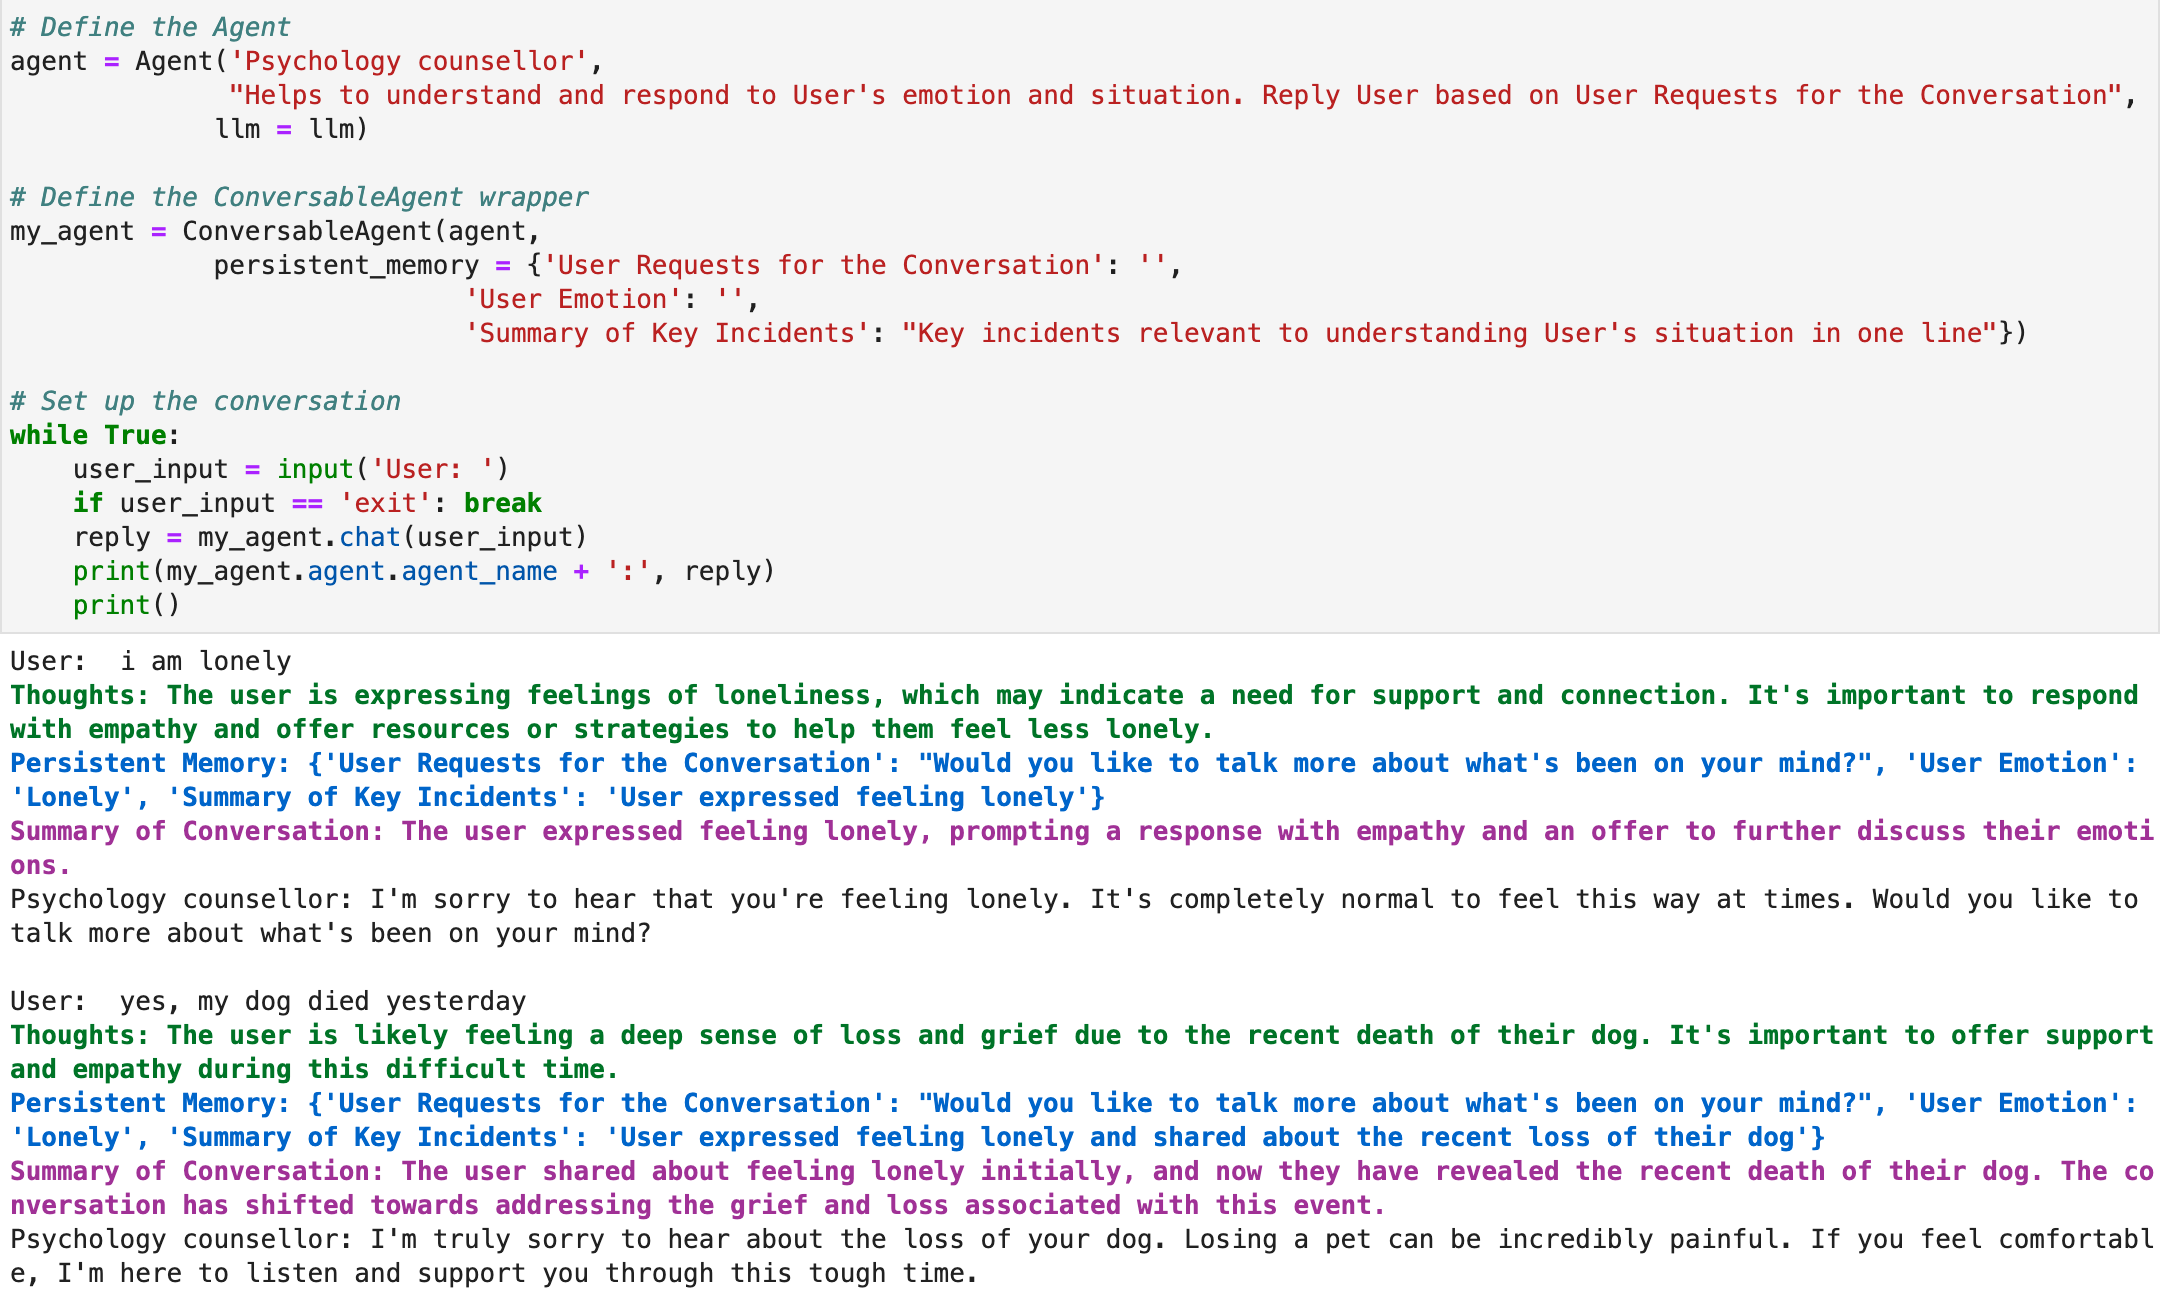 # Define the Agent
agent = Agent('Psychology counsellor',
              "Helps to understand and respond to User's emotion and situation. Reply User based on User Requests for the Conversation",
             llm = llm)

# Define the ConversableAgent wrapper
my_agent = ConversableAgent(agent,
             persistent_memory = {'User Requests for the Conversation': '',
                             'User Emotion': '',
                             'Summary of Key Incidents': "Key incidents relevant to understanding User's situation in one line"})

# Set up the conversation
while True:
    user_input = input('User: ')
    if user_input == 'exit': break
    reply = my_agent.chat(user_input)
    print(my_agent.agent.agent_name + ':', reply)
    print()
User:  i am lonely
Thoughts: The user is expressing feelings of loneliness, which may indicate a need for support and connection. It's important to respond
with empathy and offer resources or strategies to help them feel less lonely.
Persistent Memory: {'User Requests for the Conversation': "Would you like to talk more about what's been on your mind?", 'User Emotion':
'Lonely', 'Summary of Key Incidents': 'User expressed feeling lonely'}
Summary of Conversation: The user expressed feeling lonely, prompting a response with empathy and an offer to further discuss their emoti
ons.
Psychology counsellor: I'm sorry to hear that you're feeling lonely. It's completely normal to feel this way at times. Would you like to
talk more about what's been on your mind?

User:  yes, my dog died yesterday
Thoughts: The user is likely feeling a deep sense of loss and grief due to the recent death of their dog. It's important to offer support
and empathy during this difficult time.
Persistent Memory: {'User Requests for the Conversation': "Would you like to talk more about what's been on your mind?", 'User Emotion':
'Lonely', 'Summary of Key Incidents': 'User expressed feeling lonely and shared about the recent loss of their dog'}
Summary of Conversation: The user shared about feeling lonely initially, and now they have revealed the recent death of their dog. The co
nversation has shifted towards addressing the grief and loss associated with this event.
Psychology counsellor: I'm truly sorry to hear about the loss of your dog. Losing a pet can be incredibly painful. If you feel comfortabl
e, I'm here to listen and support you through this tough time.